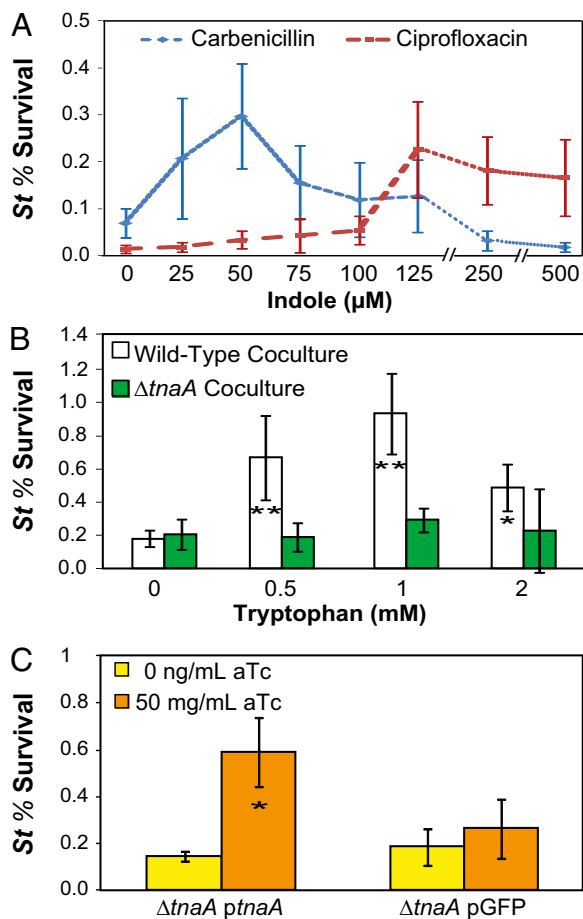 A
Carbenicillin
Ciprofloxacin
St % Survival
0.5
0.4
0.3
0.2
0.1
0.0
0 25 50 75 100 125 250 500
Indole (µM)
B
Wild-Type Coculture
ΔtnaA Coculture
St % Survival
1.4
1.2
1.0
0.8
0.6
0.4
0.2
0.0
** ** *
0 0.5 1 2
Tryptophan (mM)
C
0 ng/mL aTc
50 mg/mL aTc
St % Survival
1
0.8
0.6
0.4
0.2
0.0
*
ΔtnaA ptnaA ΔtnaA pGFP